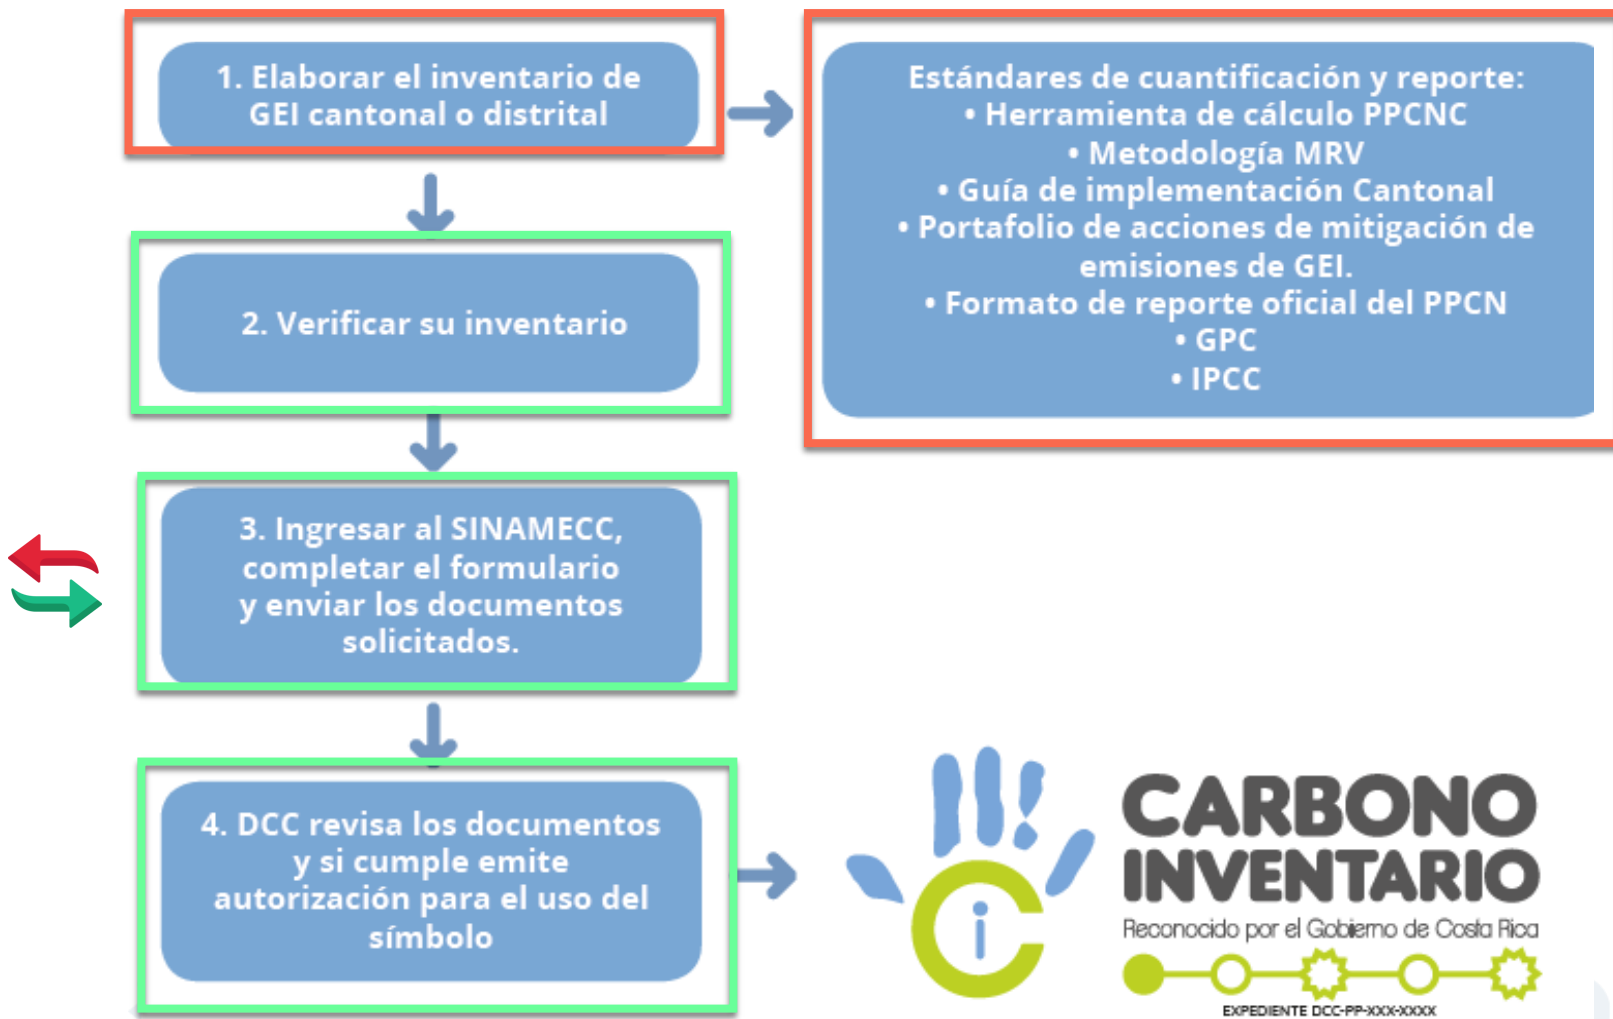 1. Elaborar el inventario de
GEI cantonal o distrital
Estándares de cuantificación y reporte:
• Herramienta de cálculo PPCNC
• Metodología MRV
• Guía de implementación Cantonal
• Portafolio de acciones de mitigación de
emisiones de GEI.
• Formato de reporte oficial del PPCN
• GPC
• IPCC
2. Verificar su inventario
3. Ingresar al SINAMECC,
completar el formulario
y enviar los documentos
solicitados.
4. DCC revisa los documentos
y si cumple emite
autorización para el uso del
símbolo
Ci
CARBONO
INVENTARIO
Reconocido por el Gobierno de Costa Rica
EXPEDIENTE DCC-PP-XXX-XXXX